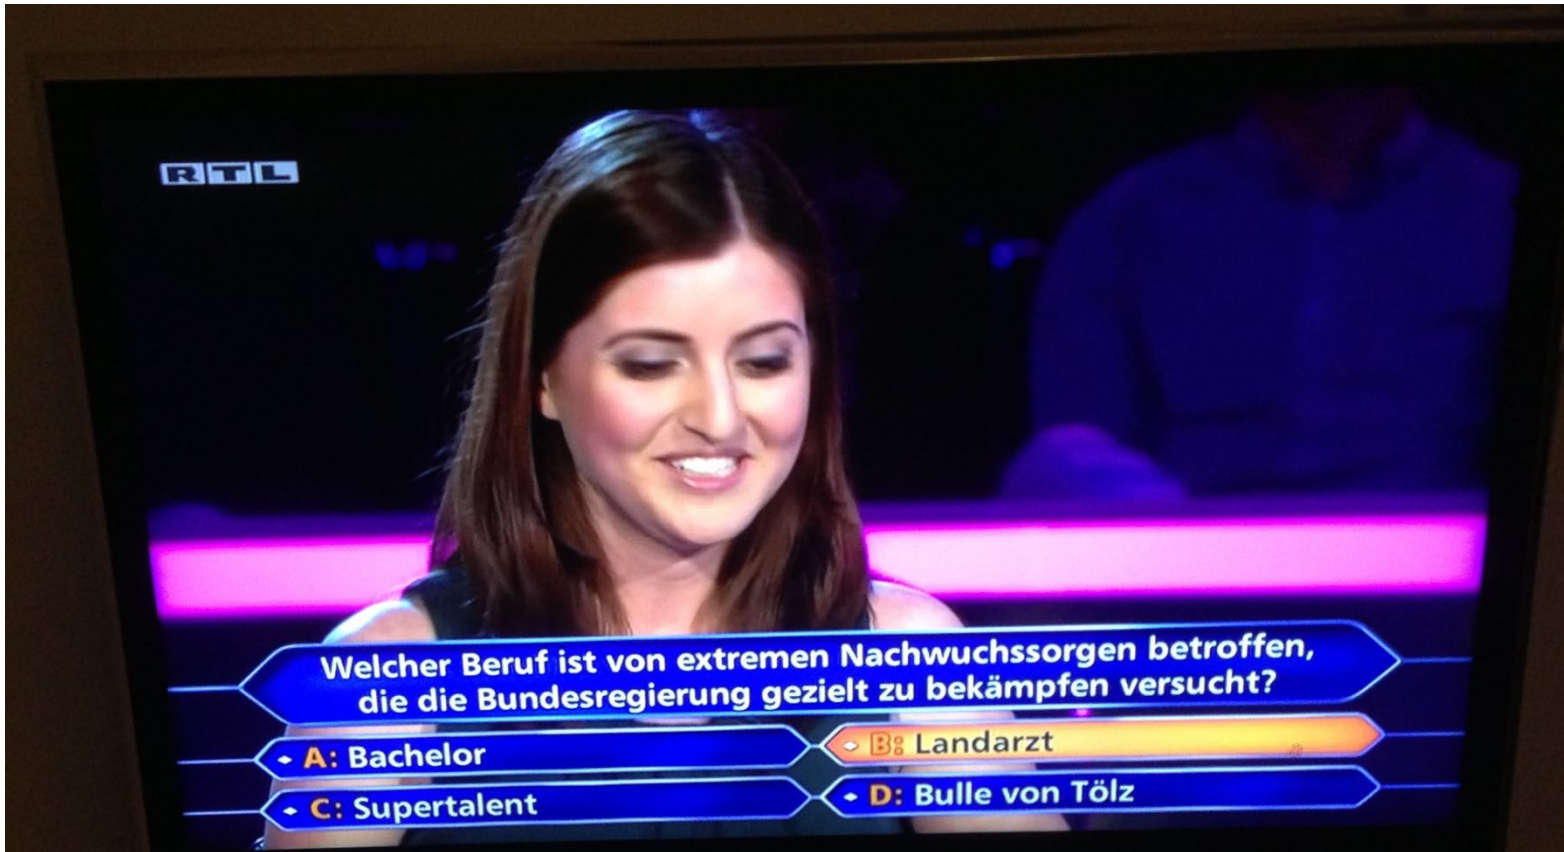 RTL
Welcher Beruf ist von extremen Nachwuchssorgen betroffen,
die die Bundesregierung gezielt zu bekämpfen versucht?
A: Bachelor
B: Landarzt
C: Supertalent
D: Bulle von Tölz